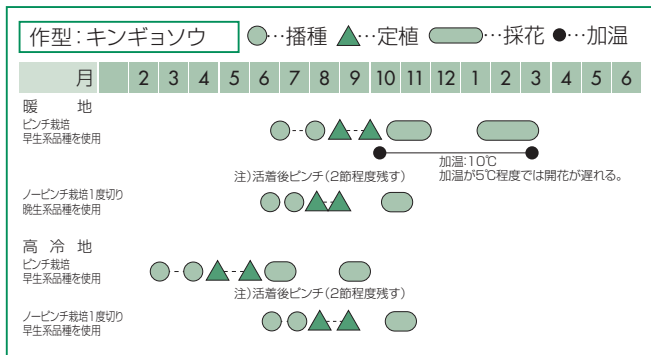 作型：キンギョソウ ●…播種 ▲…定植 …採花 ●…加温
月 2 3 4 5 6 7 8 9 10 11 12 1 2 3 4 5 6
暖地
ピンチ栽培
早生系品種を使用
加温：10℃
加温が5℃程度では開花が遅れる。
注）活着後ピンチ（2節程度残す）
ノーピンチ栽培1度切り
晩生系品種を使用
高冷地
ピンチ栽培
早生系品種を使用
注）活着後ピンチ（2節程度残す）
ノーピンチ栽培1度切り
早生系品種を使用